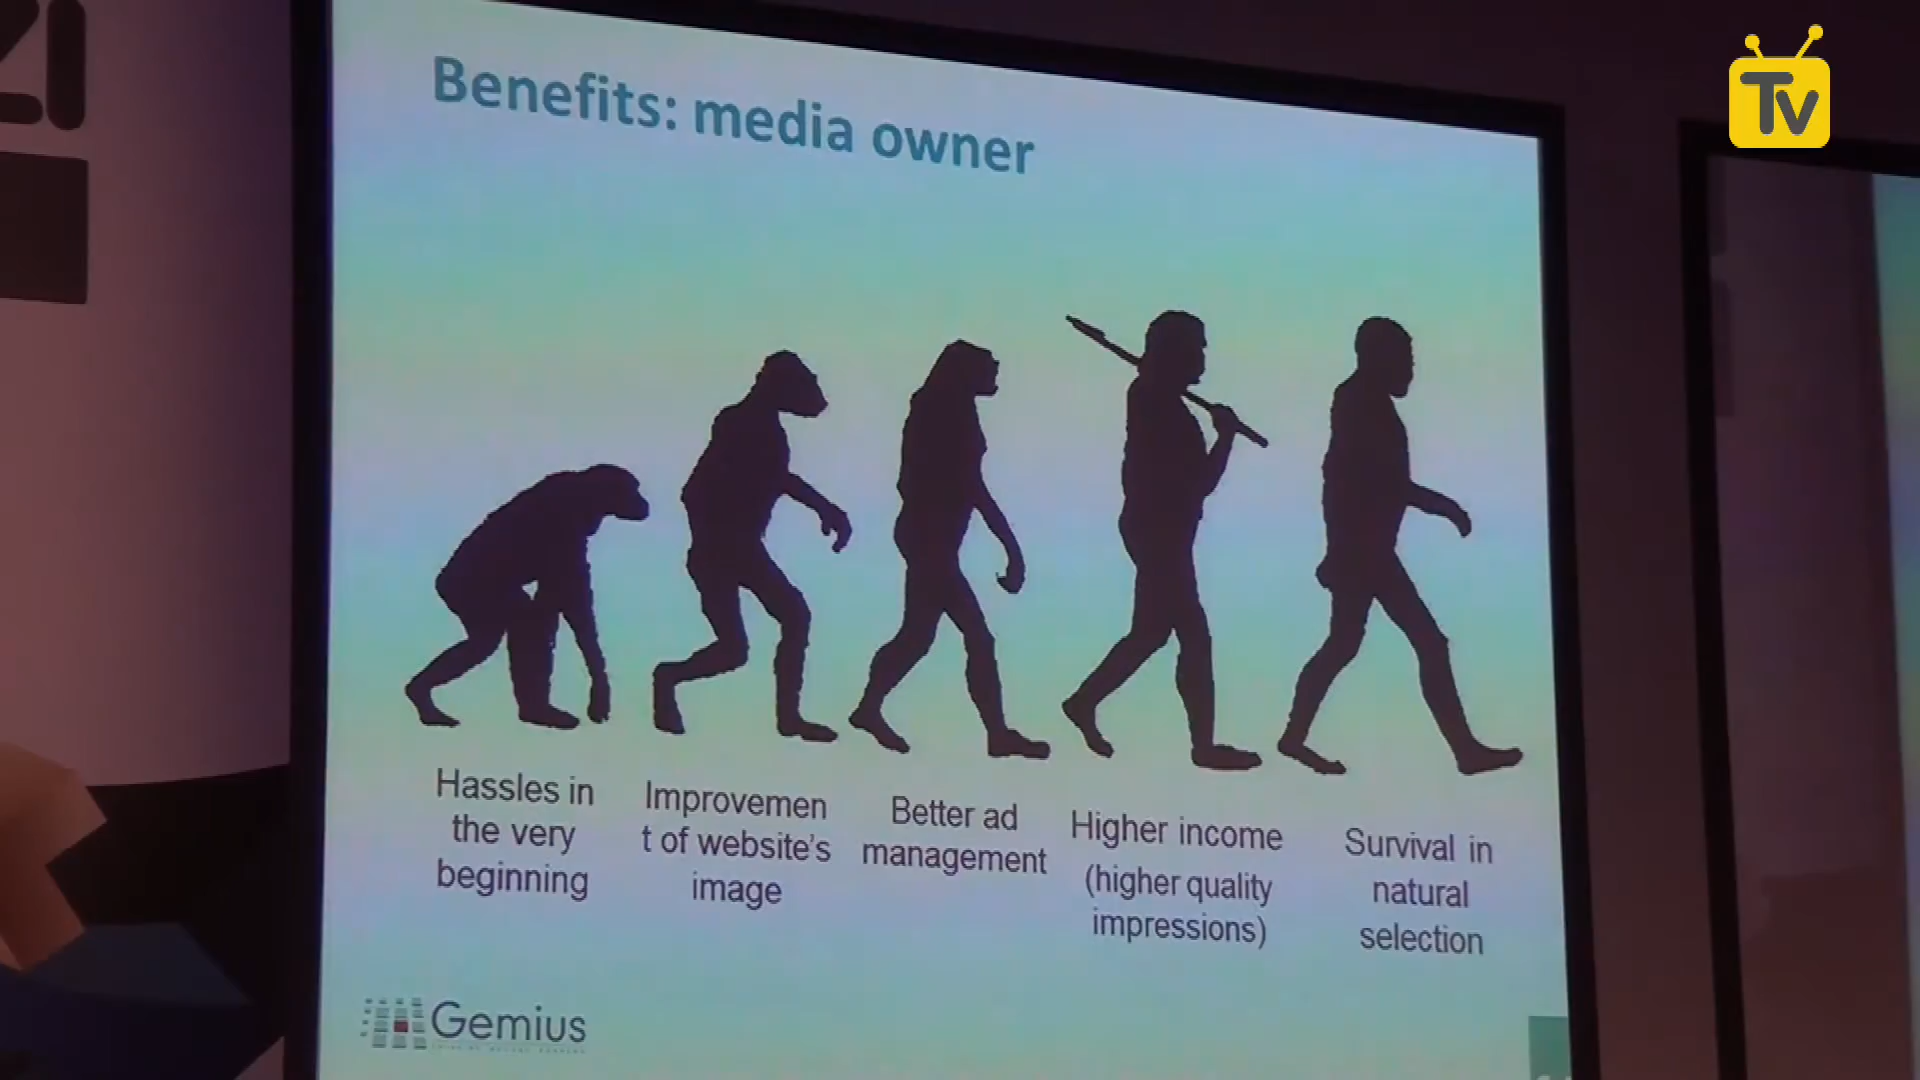 Tv
Benefits: media owner
Hassles in
the very
beginning
Improvemen
t of website's
image
Better ad
management
Higher income
(higher quality
impressions)
Survival in
natural
selection
Gemius